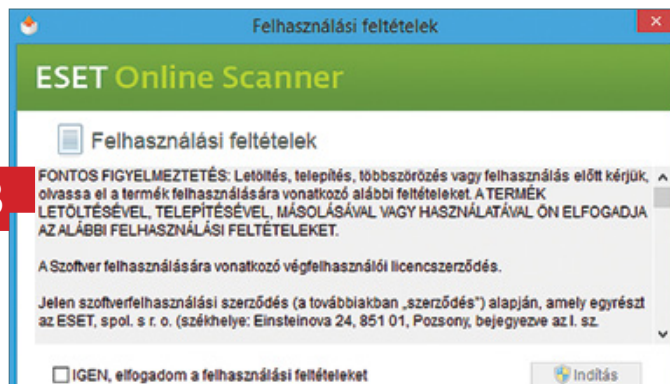 Felhasználási feltételek
ESET Online Scanner
Felhasználási feltételek
FONTOS FIGYELMEZTETÉS: Letöltés, telepítés, többszörözés vagy felhasználás előtt kérjük,
olvassa el a termék felhasználására vonatkozó alábbi feltételeket. A TERMÉK
LETÖLTÉSÉVEL, TELEPÍTÉSÉVEL, MÁSOLÁSÁVAL VAGY HASZNÁLATÁVAL ÖN ELFOGADJA
AZ ALÁBBI FELHASZNÁLÁSI FELTÉTELEKET.
A Szoftver felhasználására vonatkozó végfelhasználói licencszerződés.
Jelen szoftverfelhasználási szerződés (a továbbiakban „szerződés”) alapján, amely egyrészt
az ESET, spol. s r. o. (székhelye: Einsteinova 24, 851 01, Pozsony, bejegyezve az I. sz.
IGEN, elfogadom a felhasználási feltételeket
Indítás